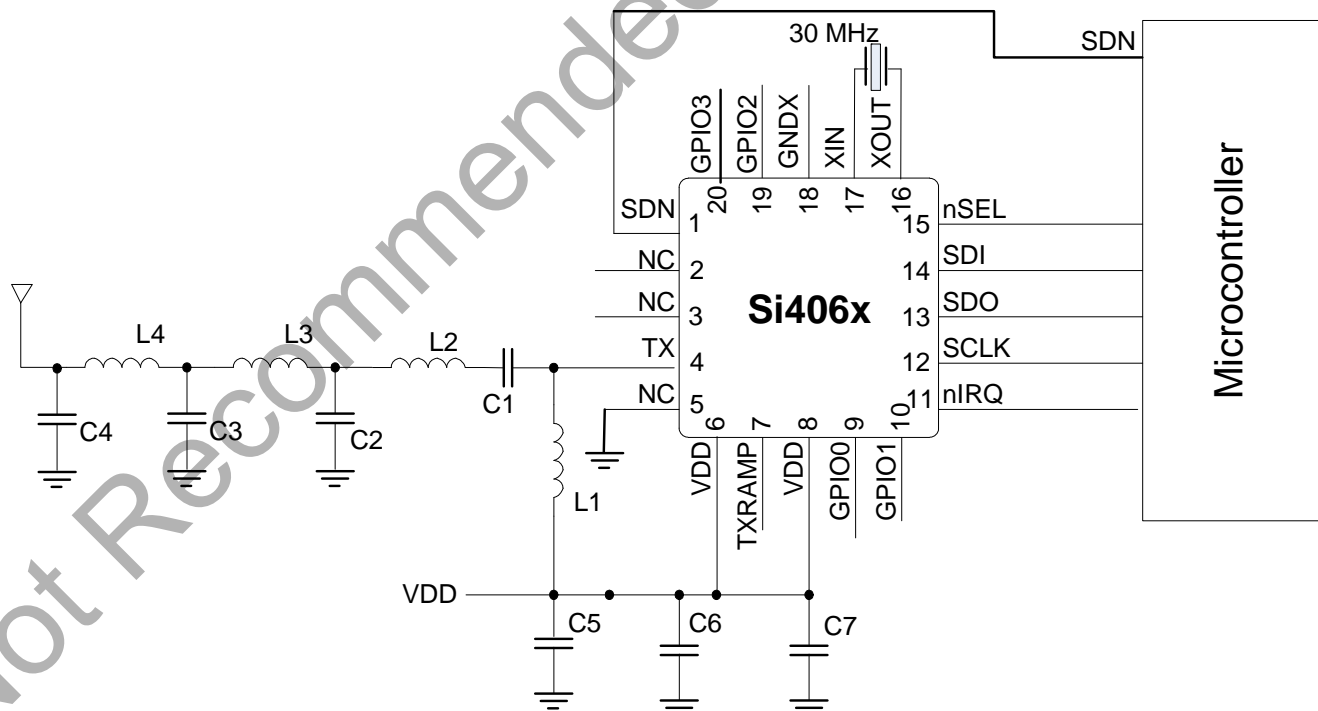 30 MHz
SDN
GPIO3
GPIO2
GNDX
XIN
XOUT
20
19
18
17
16
SDN
1
nSEL
15
NC
2
SDI
14
NC
3
SDO
13
Si406x
TX
4
SCLK
12
NC
5
nIRQ
11
6
7
8
9
10
VDD
TXRAMP
VDD
GPIO0
GPIO1
Microcontroller
L4
L3
L2
C1
C4
C3
C2
L1
VDD
C5
C6
C7
Not Recommended